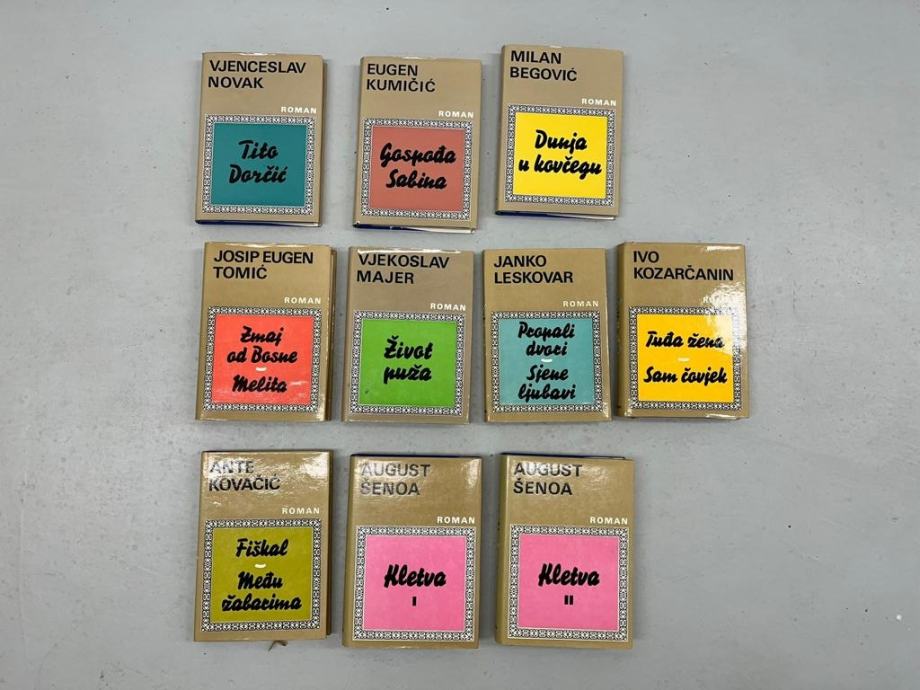 VJENCESLAV
NOVAK
ROMAN
Tito
Dorčić
EUGEN
KUMIČIĆ
ROMAN
Gospođa
Sabina
MILAN
BEGOVIĆ
ROMAN
Dunja
u kovčegu
JOSIP EUGEN
TOMIĆ
ROMAN
Zmaj
od Bosne
Melita
VJEKOSLAV
MAJER
ROMAN
Život
puža
JANKO
LESKOVAR
ROMAN
Propali
dvori
Sjene
ljubavi
IVO
KOZARČANIN
ROMAN
Tuđa žena
Sam čovjek
ANTE
KOVAČIĆ
ROMAN
Fiškal
Među
žabarima
AUGUST
ŠENOA
ROMAN
Kletva
I
AUGUST
ŠENOA
ROMAN
Kletva
II